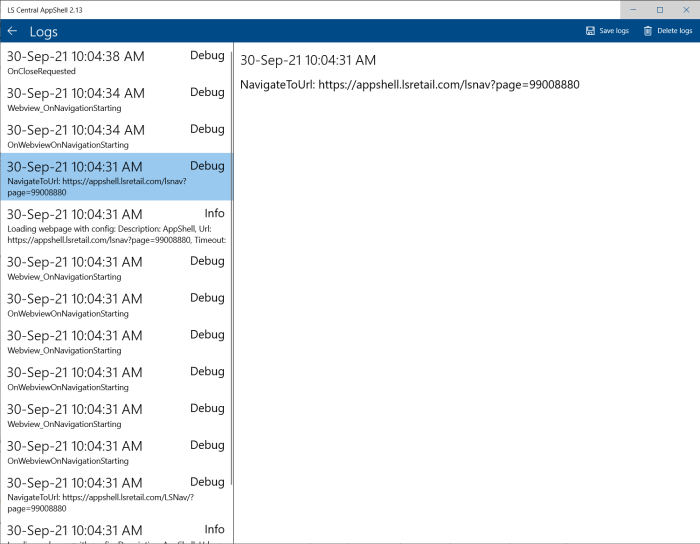 LS Central AppShell 2.13
Logs
Save logs
Delete logs
30-Sep-21 10:04:38 AM Debug
OnCloseRequested
30-Sep-21 10:04:34 AM Debug
Webview_OnNavigationStarting
30-Sep-21 10:04:34 AM Debug
OnWebviewOnNavigationStarting
30-Sep-21 10:04:31 AM Debug
NavigateToUrl: https://appshell.lsretail.com/lsnav?
page=99008880
30-Sep-21 10:04:31 AM Info
Loading webpage with config: Description: AppShell, Url:
https://appshell.lsretail.com/lsnav?page=99008880, Timeout:
30-Sep-21 10:04:31 AM Debug
Webview_OnNavigationStarting
30-Sep-21 10:04:31 AM Debug
OnWebviewOnNavigationStarting
30-Sep-21 10:04:31 AM Debug
Webview_OnNavigationStarting
30-Sep-21 10:04:31 AM Debug
OnWebviewOnNavigationStarting
30-Sep-21 10:04:31 AM Debug
Webview_OnNavigationStarting
30-Sep-21 10:04:31 AM Debug
OnWebviewOnNavigationStarting
30-Sep-21 10:04:31 AM Debug
NavigateToUrl: https://appshell.lsretail.com/LSNav/?
page=99008880
30-Sep-21 10:04:31 AM Info
30-Sep-21 10:04:31 AM
NavigateToUrl: https://appshell.lsretail.com/lsnav?page=99008880